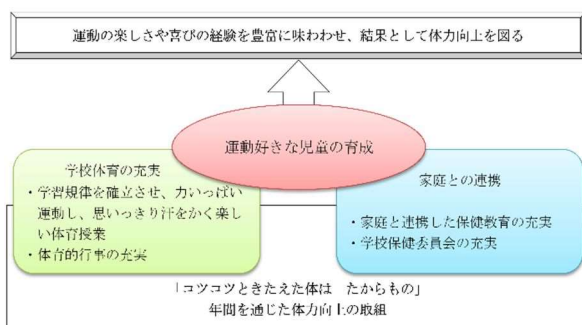 運動の楽しさや喜びの経験を豊富に味わわせ、結果として体力向上を図る
運動好きな児童の育成
学校体育の充実
・学習規律を確立させ、力いっぱい
運動し、思いっきり汗をかく楽し
い体育授業
・体育的行事の充実
家庭との連携
・家庭と連携した保健教育の充実
・学校保健委員会の充実
「コツコツときたえた体は　たからもの」
年間を通じた体力向上の取組